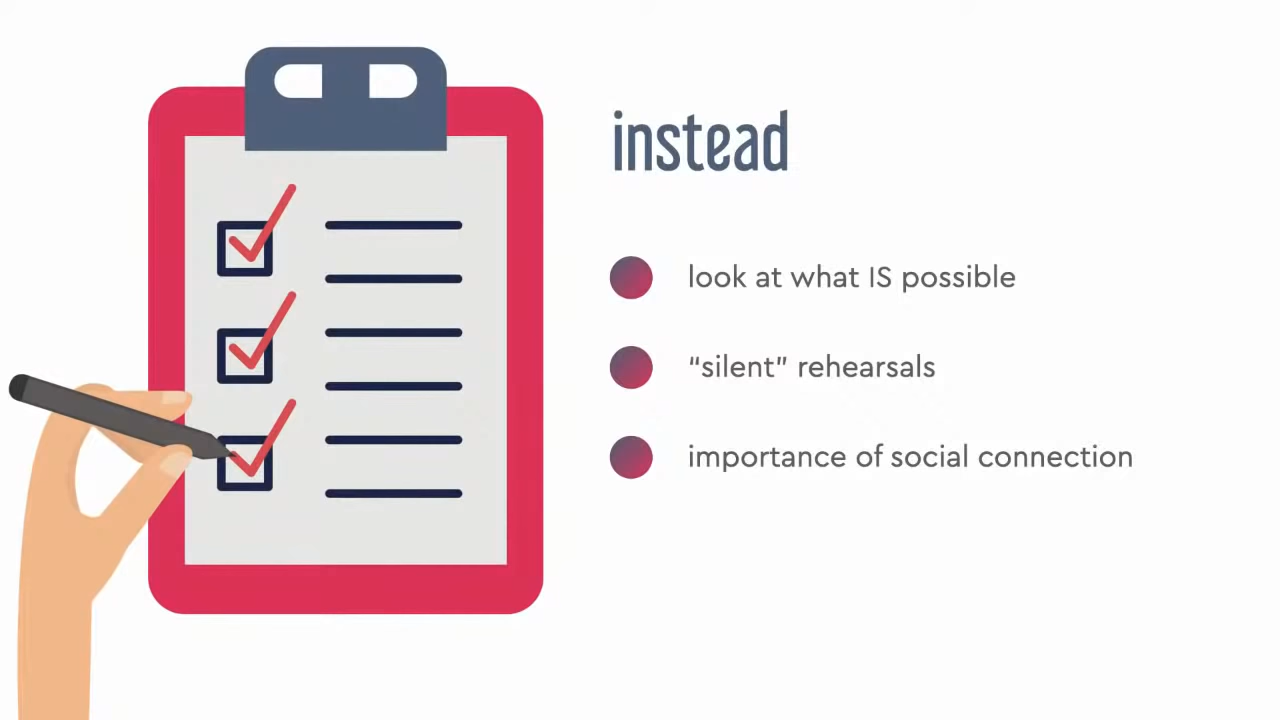 instead
look at what IS possible
“silent” rehearsals
importance of social connection